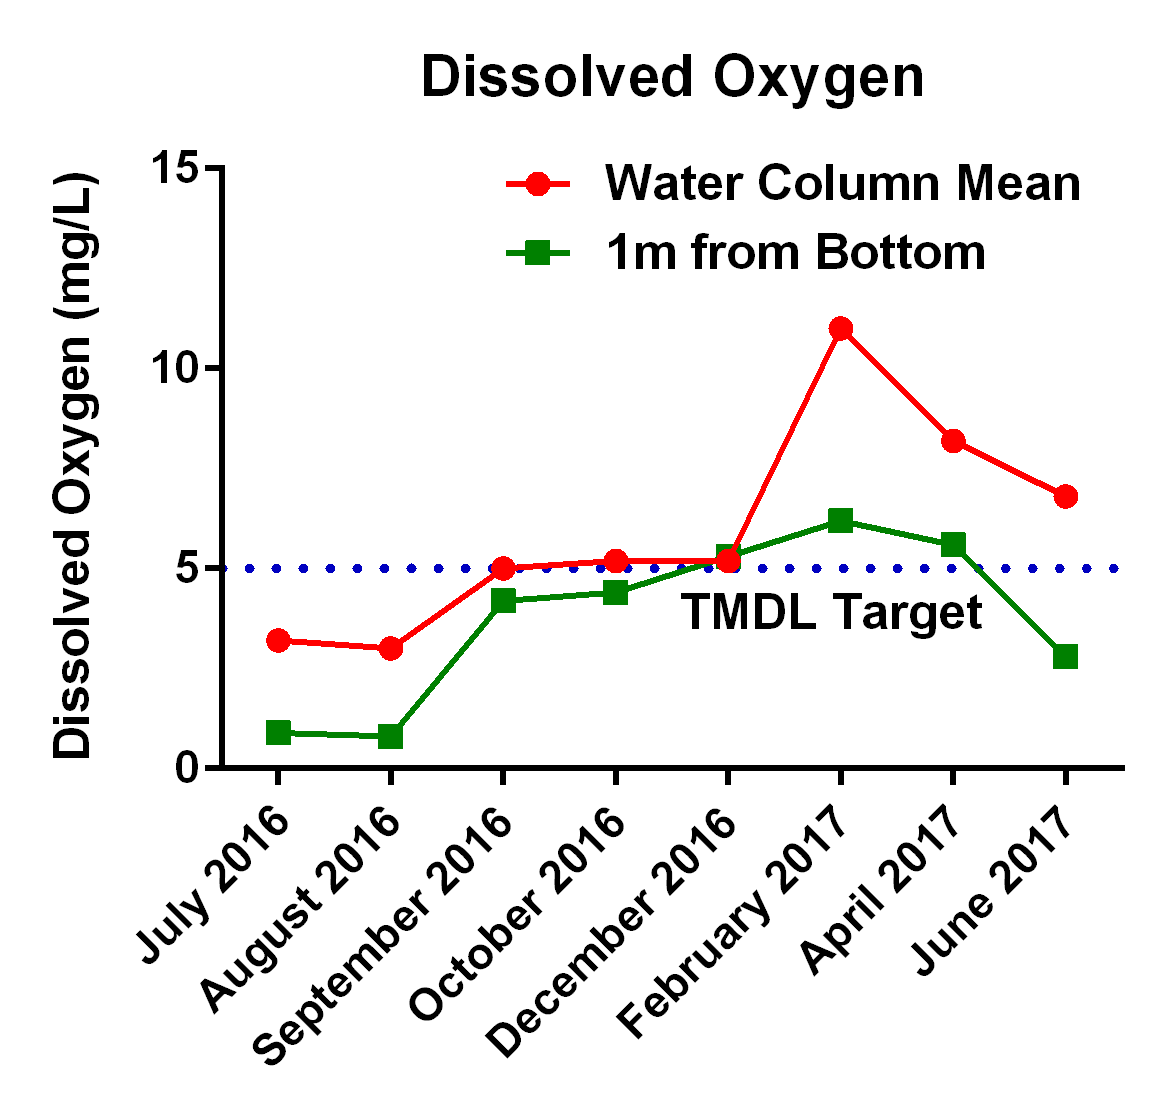 Dissolved Oxygen
Water Column Mean
1m from Bottom
Dissolved Oxygen (mg/L)
15
10
5
0
TMDL Target
July 2016
August 2016
September 2016
October 2016
December 2016
February 2017
April 2017
June 2017